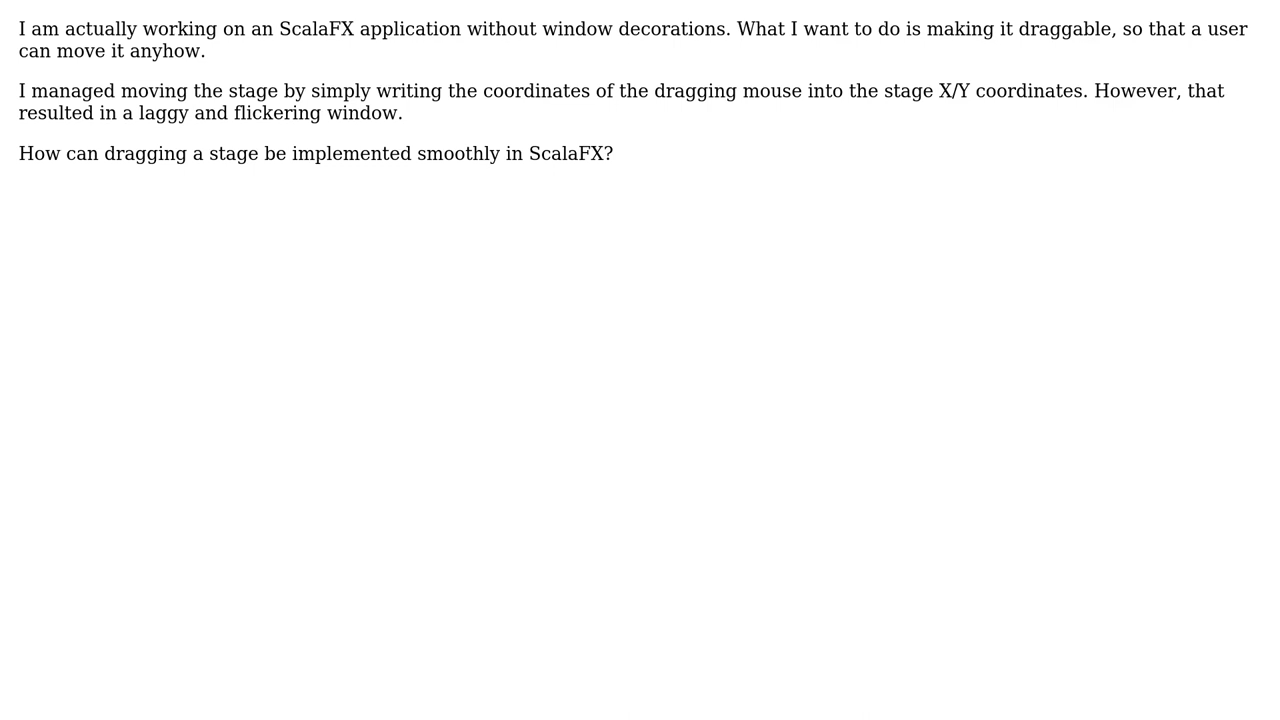 I am actually working on an ScalaFX application without window decorations. What I want to do is making it draggable, so that a user
can move it anyhow.
I managed moving the stage by simply writing the coordinates of the dragging mouse into the stage X/Y coordinates. However, that
resulted in a laggy and flickering window.
How can dragging a stage be implemented smoothly in ScalaFX?